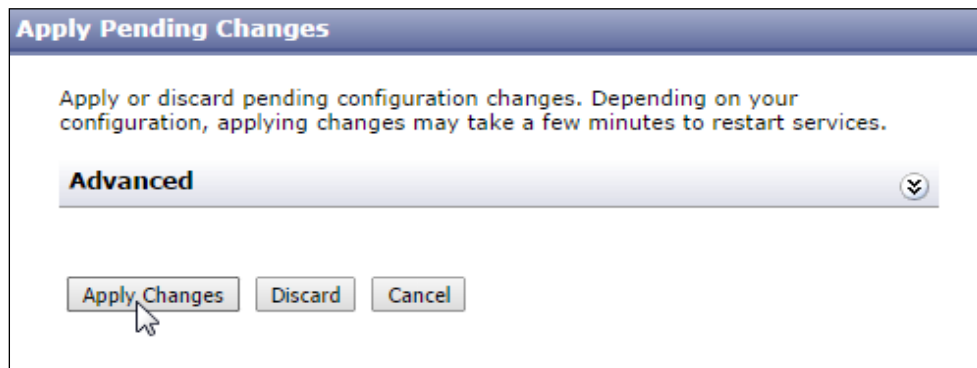 Apply Pending Changes
Apply or discard pending configuration changes. Depending on your
configuration, applying changes may take a few minutes to restart services.
Advanced
Apply Changes Discard Cancel